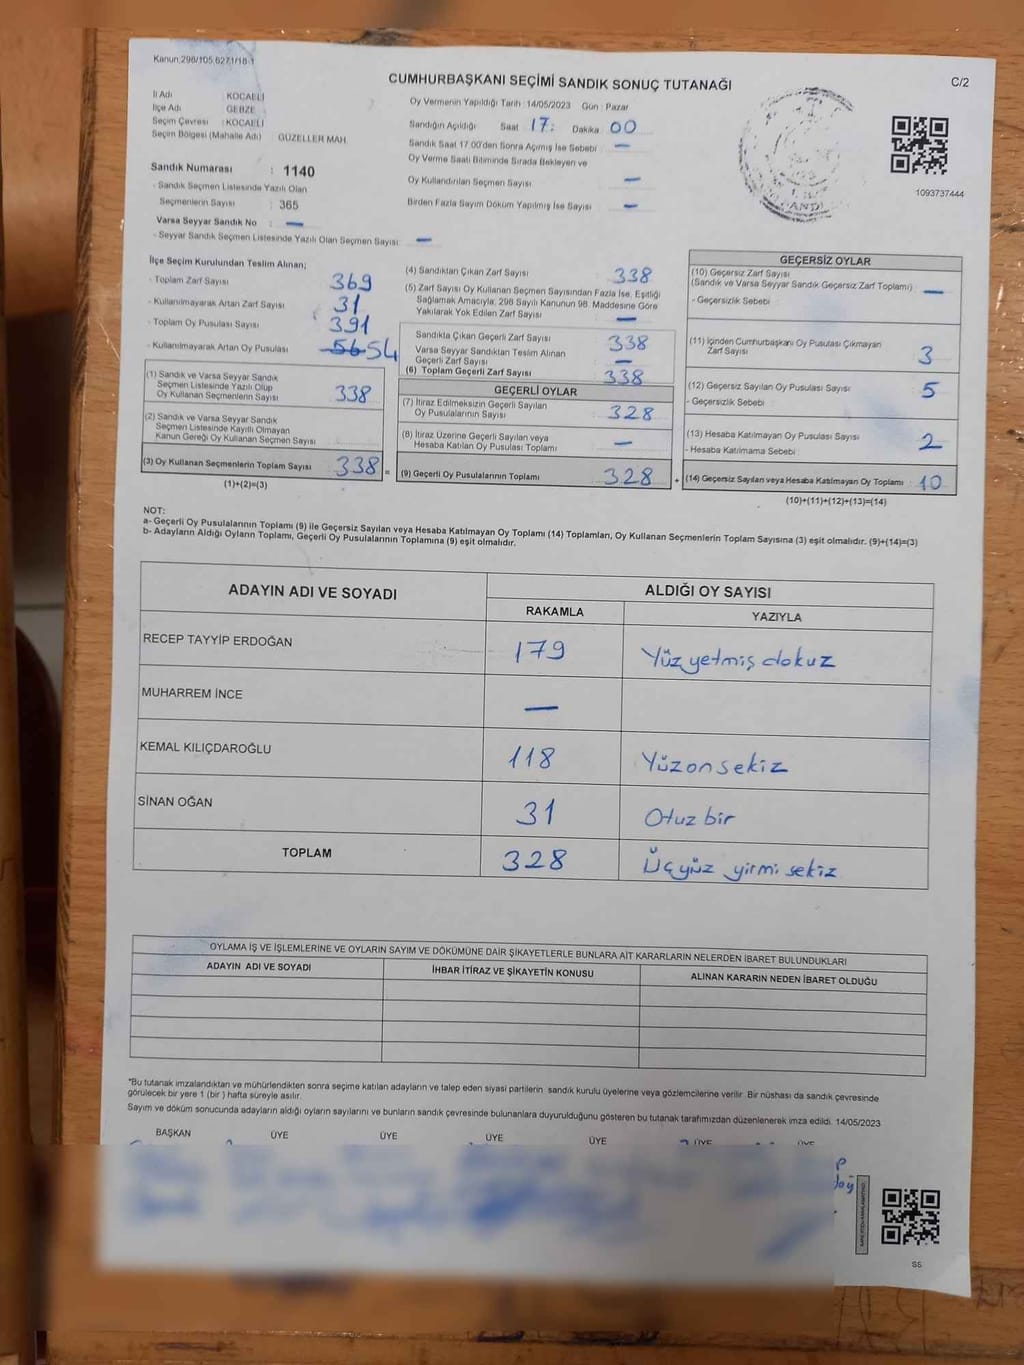 Kanun.298/105,6271/18-1
CUMHURBAŞKANI SEÇİMİ SANDIK SONUÇ TUTANAĞI
C/2
İl Adı KOCAELİ
İlçe Adı GEBZE
Seçim Çevresi : KOCAELİ
Seçim Bölgesi (Mahalle Adı) GÜZELLER MAH.
Oy Vermenin Yapıldığı Tarih : 14/05/2023 Gün : Pazar
Sandığın Açıldığı Saat 17: Dakika 00
Sandık Saat 17.00'den Sonra Açılmış İse Sebebi —
Oy Verme Saati Bitiminde Sırada Bekleyen ve
Oy Kullandırılan Seçmen Sayısı —
Birden Fazla Sayım Döküm Yapılmış İse Sayısı —
1093737444
Sandık Numarası : 1140
- Sandık Seçmen Listesinde Yazılı Olan
Seçmenlerin Sayısı : 365
Varsa Seyyar Sandık No : —
- Seyyar Sandık Seçmen Listesinde Yazılı Olan Seçmen Sayısı: —
İlçe Seçim Kurulundan Teslim Alınan;
- Toplam Zarf Sayısı 369
- Kullanılmayarak Artan Zarf Sayısı 31
- Toplam Oy Pusulası Sayısı 391
- Kullanılmayarak Artan Oy Pusulası 56 54
(1) Sandık ve Varsa Seyyar Sandık
Seçmen Listesinde Yazılı Olup
Oy Kullanan Seçmenlerin Sayısı 338
(2) Sandık ve Varsa Seyyar Sandık
Seçmen Listesinde Kayıtlı Olmayan
Kanun Gereği Oy Kullanan Seçmen Sayısı
(3) Oy Kullanan Seçmenlerin Toplam Sayısı 338 =
(1)+(2)=(3)
(4) Sandıktan Çıkan Zarf Sayısı 338
(5) Zarf Sayısı Oy Kullanan Seçmen Sayısından Fazla İse, Eşitliği
Sağlamak Amacıyla, 298 Sayılı Kanunun 98. Maddesine Göre
Yakılarak Yok Edilen Zarf Sayısı —
Sandıkta Çıkan Geçerli Zarf Sayısı 338
Varsa Seyyar Sandıktan Teslim Alınan
Geçerli Zarf Sayısı —
(6) Toplam Geçerli Zarf Sayısı 338
GEÇERLİ OYLAR
(7) İtiraz Edilmeksizin Geçerli Sayılan
Oy Pusulalarının Sayısı 328
(8) İtiraz Üzerine Geçerli Sayılan veya
Hesaba Katılan Oy Pusulası Toplamı —
(9) Geçerli Oy Pusulalarının Toplamı 328 +
GEÇERSİZ OYLAR
(10) Geçersiz Zarf Sayısı
(Sandık ve Varsa Seyyar Sandık Geçersiz Zarf Toplamı) —
- Geçersizlik Sebebi
(11) İçinden Cumhurbaşkanı Oy Pusulası Çıkmayan
Zarf Sayısı 3
(12) Geçersiz Sayılan Oy Pusulası Sayısı 5
- Geçersizlik Sebebi
(13) Hesaba Katılmayan Oy Pusulası Sayısı 2
- Hesaba Katılmama Sebebi
(14) Geçersiz Sayılan veya Hesaba Katılmayan Oy Toplamı : 10
(10)+(11)+(12)+(13)=(14)
NOT:
a- Geçerli Oy Pusulalarının Toplamı (9) ile Geçersiz Sayılan veya Hesaba Katılmayan Oy Toplamı (14) Toplamları, Oy Kullanan Seçmenlerin Toplam Sayısına (3) eşit olmalıdır. (9)+(14)=(3)
b- Adayların Aldığı Oyların Toplamı, Geçerli Oy Pusulalarının Toplamına (9) eşit olmalıdır.
ADAYIN ADI VE SOYADI ALDIĞI OY SAYISI
RAKAMLA YAZIYLA
RECEP TAYYİP ERDOĞAN 179 Yüz yetmiş dokuz
MUHARREM İNCE —
KEMAL KILIÇDAROĞLU 118 Yüzonsekiz
SİNAN OĞAN 31 Otuz bir
TOPLAM 328 Üçyüz yirmi sekiz
OYLAMA İŞ VE İŞLEMLERİNE VE OYLARIN SAYIM VE DÖKÜMÜNE DAİR ŞİKAYETLERLE BUNLARA AİT KARARLARIN NELERDEN İBARET BULUNDUKLARI
ADAYIN ADI VE SOYADI İHBAR İTİRAZ VE ŞİKAYETİN KONUSU ALINAN KARARIN NEDEN İBARET OLDUĞU
*Bu tutanak imzalandıktan ve mühürlendikten sonra seçime katılan adayların ve talep eden siyasi partilerin sandık kurulu üyelerine veya gözlemcilerine verilir. Bir nüshası da sandık çevresinde
görülecek bir yere 1 (bir ) hafta süreyle asılır.
Sayım ve döküm sonucunda adayların aldığı oyların sayılarını ve bunların sandık çevresinde bulunanlara duyurulduğunu gösteren bu tutanak tarafımızdan düzenlenerek imza edildi. 14/05/2023
BAŞKAN ÜYE ÜYE ÜYE ÜYE ÜYE ÜYE
S5